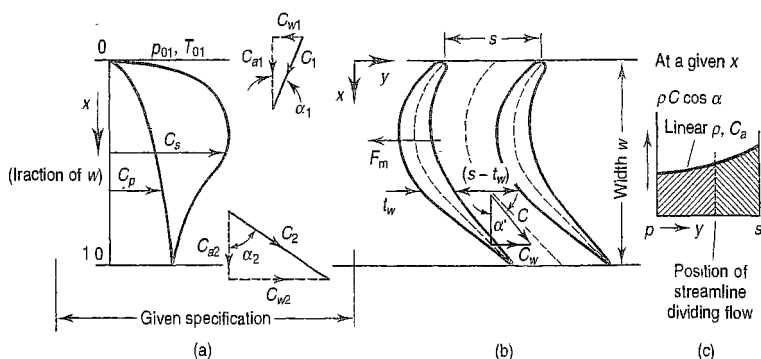 0
p01, T01
x
(fraction of w)
Cs
Cp
1 0
Cw1
Ca1
C1
α1
Ca2
C2
α2
Cw2
Given specification
(a)
x
y
s
Fm
(s − tw)
tw
C
α'
Cw
Width w
(b)
At a given x
ρC cos α
Linear ρ, Ca
p
y
s
Position of
streamline
dividing flow
(c)